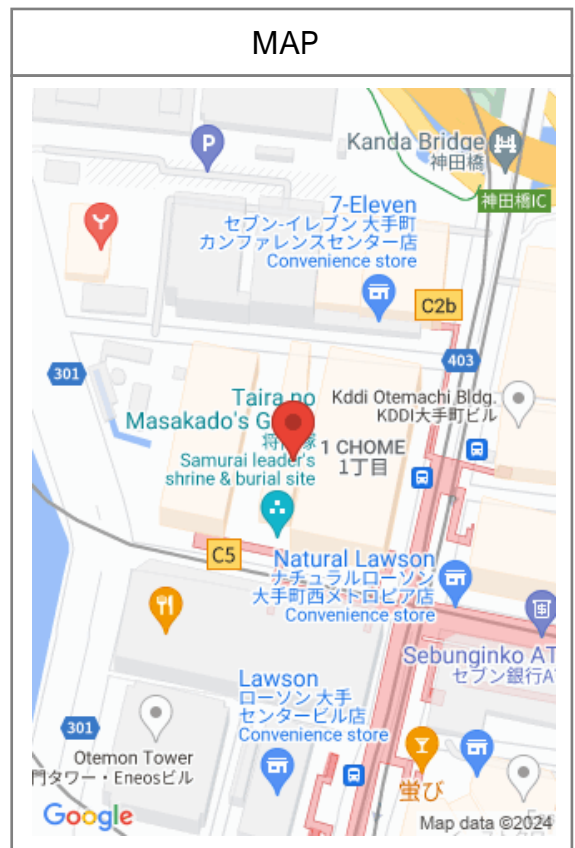 MAP
P
Kanda Bridge
神田橋
神田橋IC
7-Eleven
セブン-イレブン 大手町
カンファレンスセンター店
Convenience store
C2b
403
301
Taira no
Masakado's G
Samurai leader's
shrine & burial site
Kddi Otemachi Bldg.
KDDI大手町ビル
1 CHOME
1丁目
C5
Natural Lawson
ナチュラルローソン
大手町西メトロピア店
Convenience store
Sebunginko AT
セブン銀行A
Lawson
ローソン 大手
センタービル店
Convenience store
301
Otemon Tower
門タワー・Eneosビル
蛍び
Google
Map data ©2024